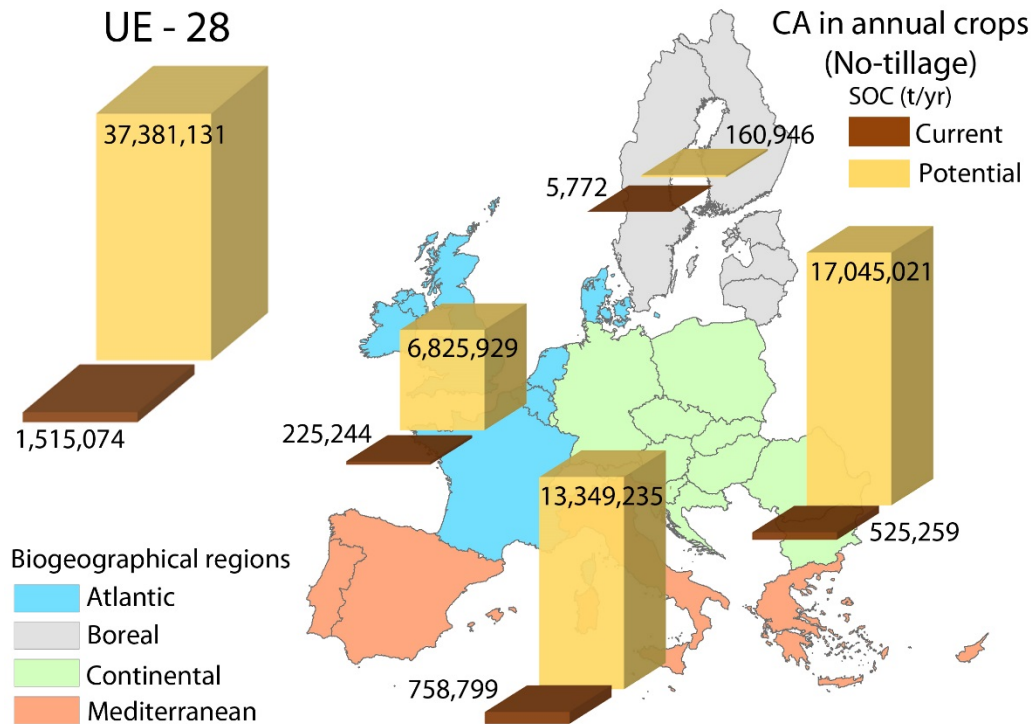 UE - 28
37,381,131
1,515,074
CA in annual crops
(No-tillage)
SOC (t/yr)
Current
Potential
160,946
5,772
17,045,021
525,259
6,825,929
225,244
13,349,235
758,799
Biogeographical regions
Atlantic
Boreal
Continental
Mediterranean